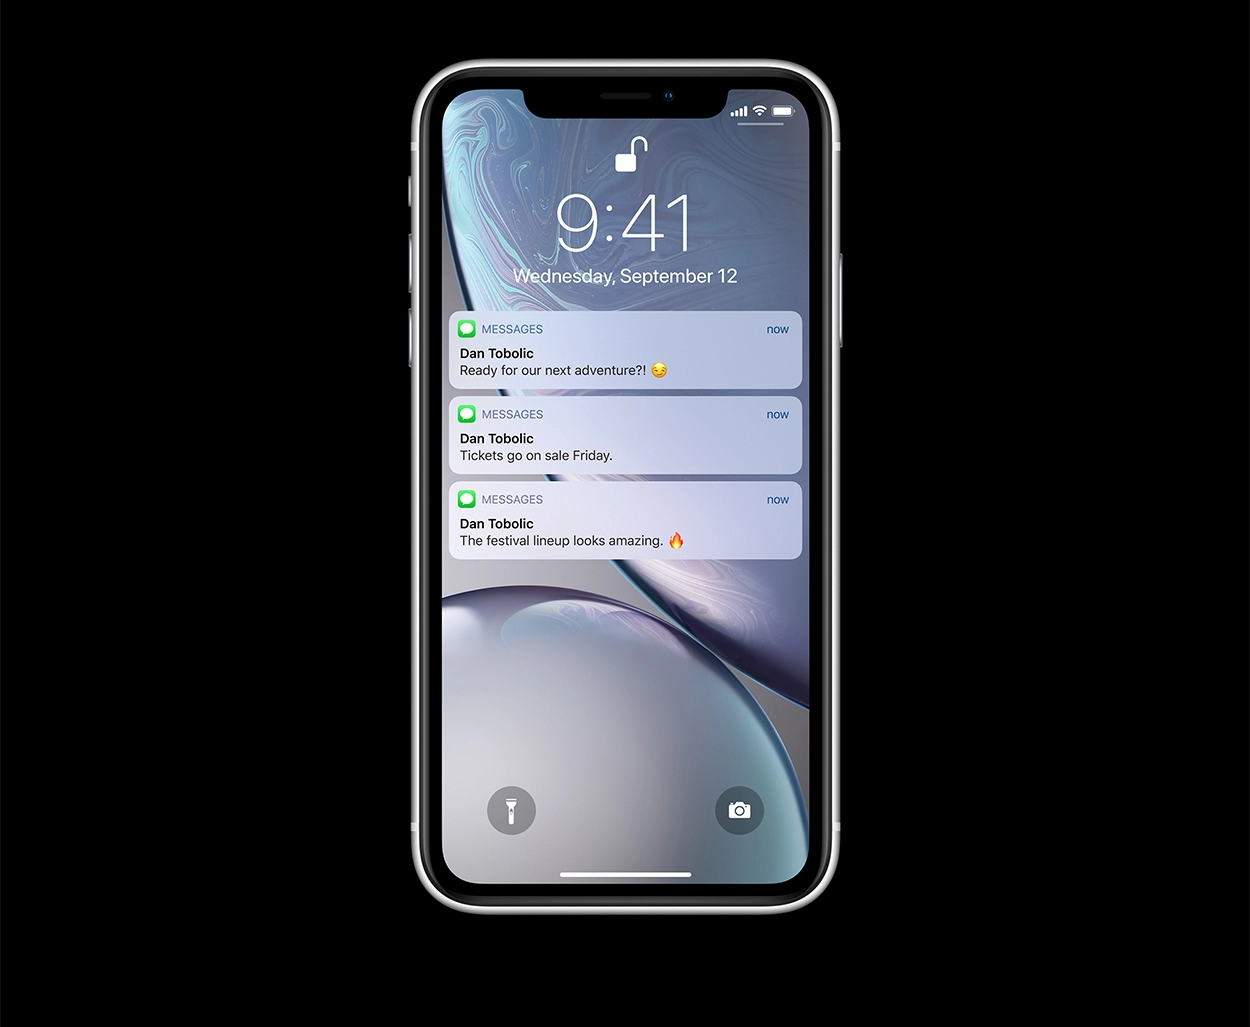 9:41
Wednesday, September 12
MESSAGES now
Dan Tobolic
Ready for our next adventure?! 😏
MESSAGES now
Dan Tobolic
Tickets go on sale Friday.
MESSAGES now
Dan Tobolic
The festival lineup looks amazing. 🔥